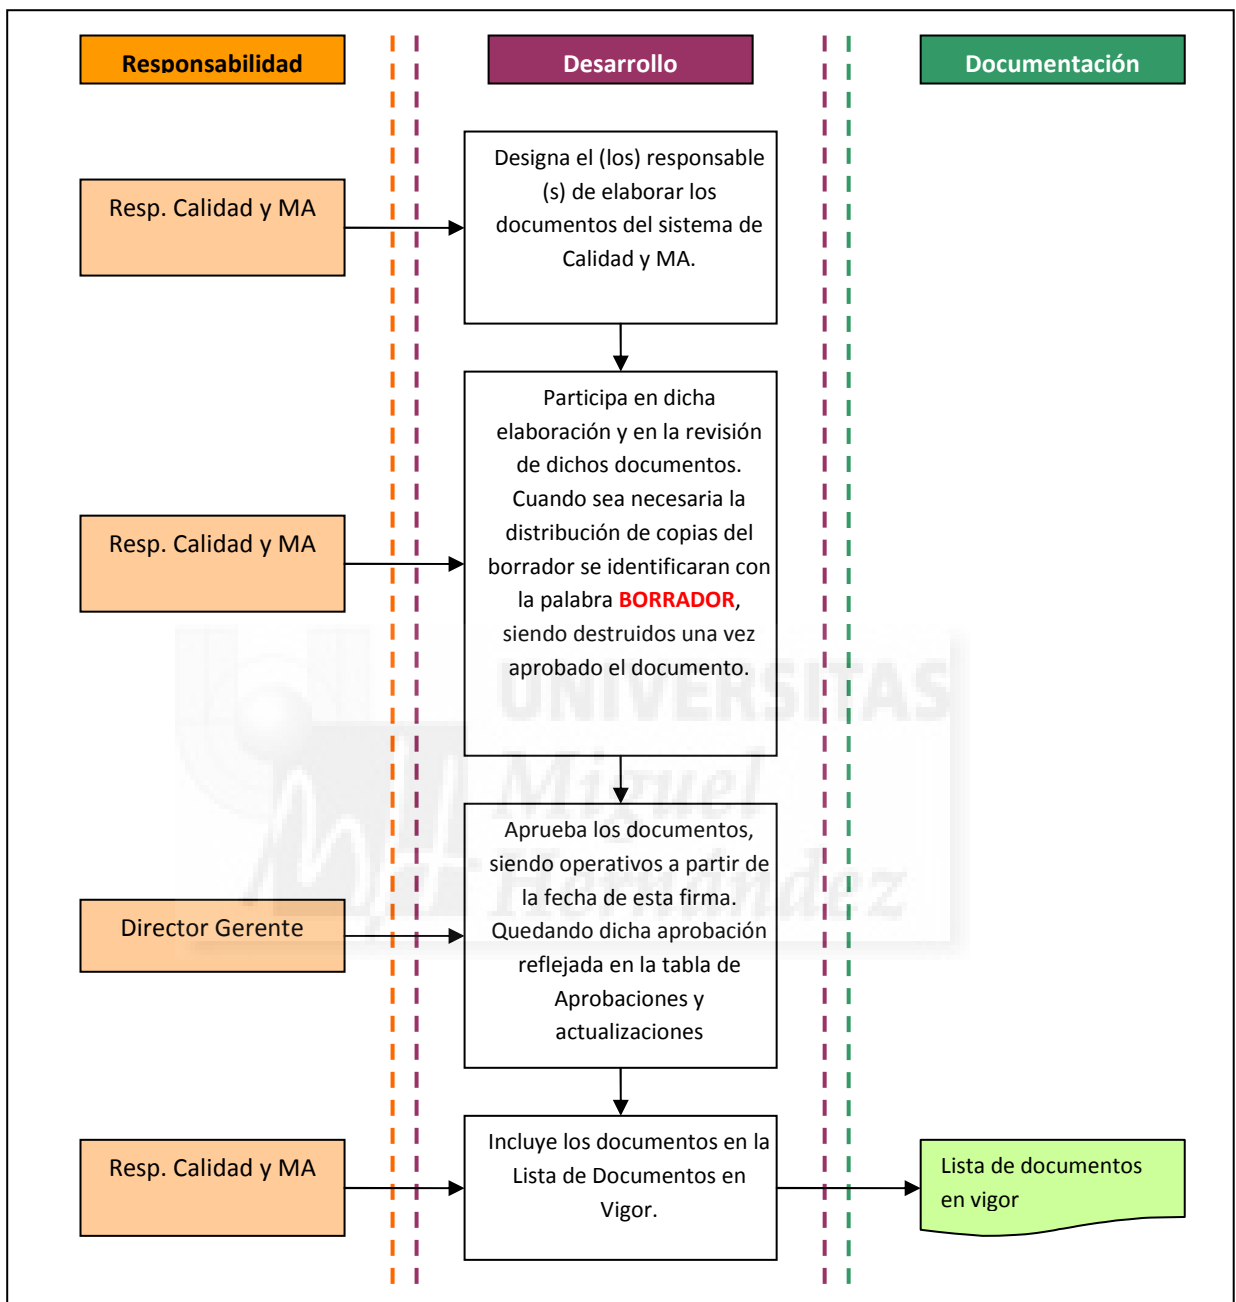 Responsabilidad
Desarrollo
Documentación
Resp. Calidad y MA
Designa el (los) responsable
(s) de elaborar los
documentos del sistema de
Calidad y MA.
Resp. Calidad y MA
Participa en dicha
elaboración y en la revisión
de dichos documentos.
Cuando sea necesaria la
distribución de copias del
borrador se identificaran con
la palabra BORRADOR,
siendo destruidos una vez
aprobado el documento.
UNIVERSITAS
Miguel
Hernández
Director Gerente
Aprueba los documentos,
siendo operativos a partir de
la fecha de esta firma.
Quedando dicha aprobación
reflejada en la tabla de
Aprobaciones y
actualizaciones
Resp. Calidad y MA
Incluye los documentos en la
Lista de Documentos en
Vigor.
Lista de documentos
en vigor